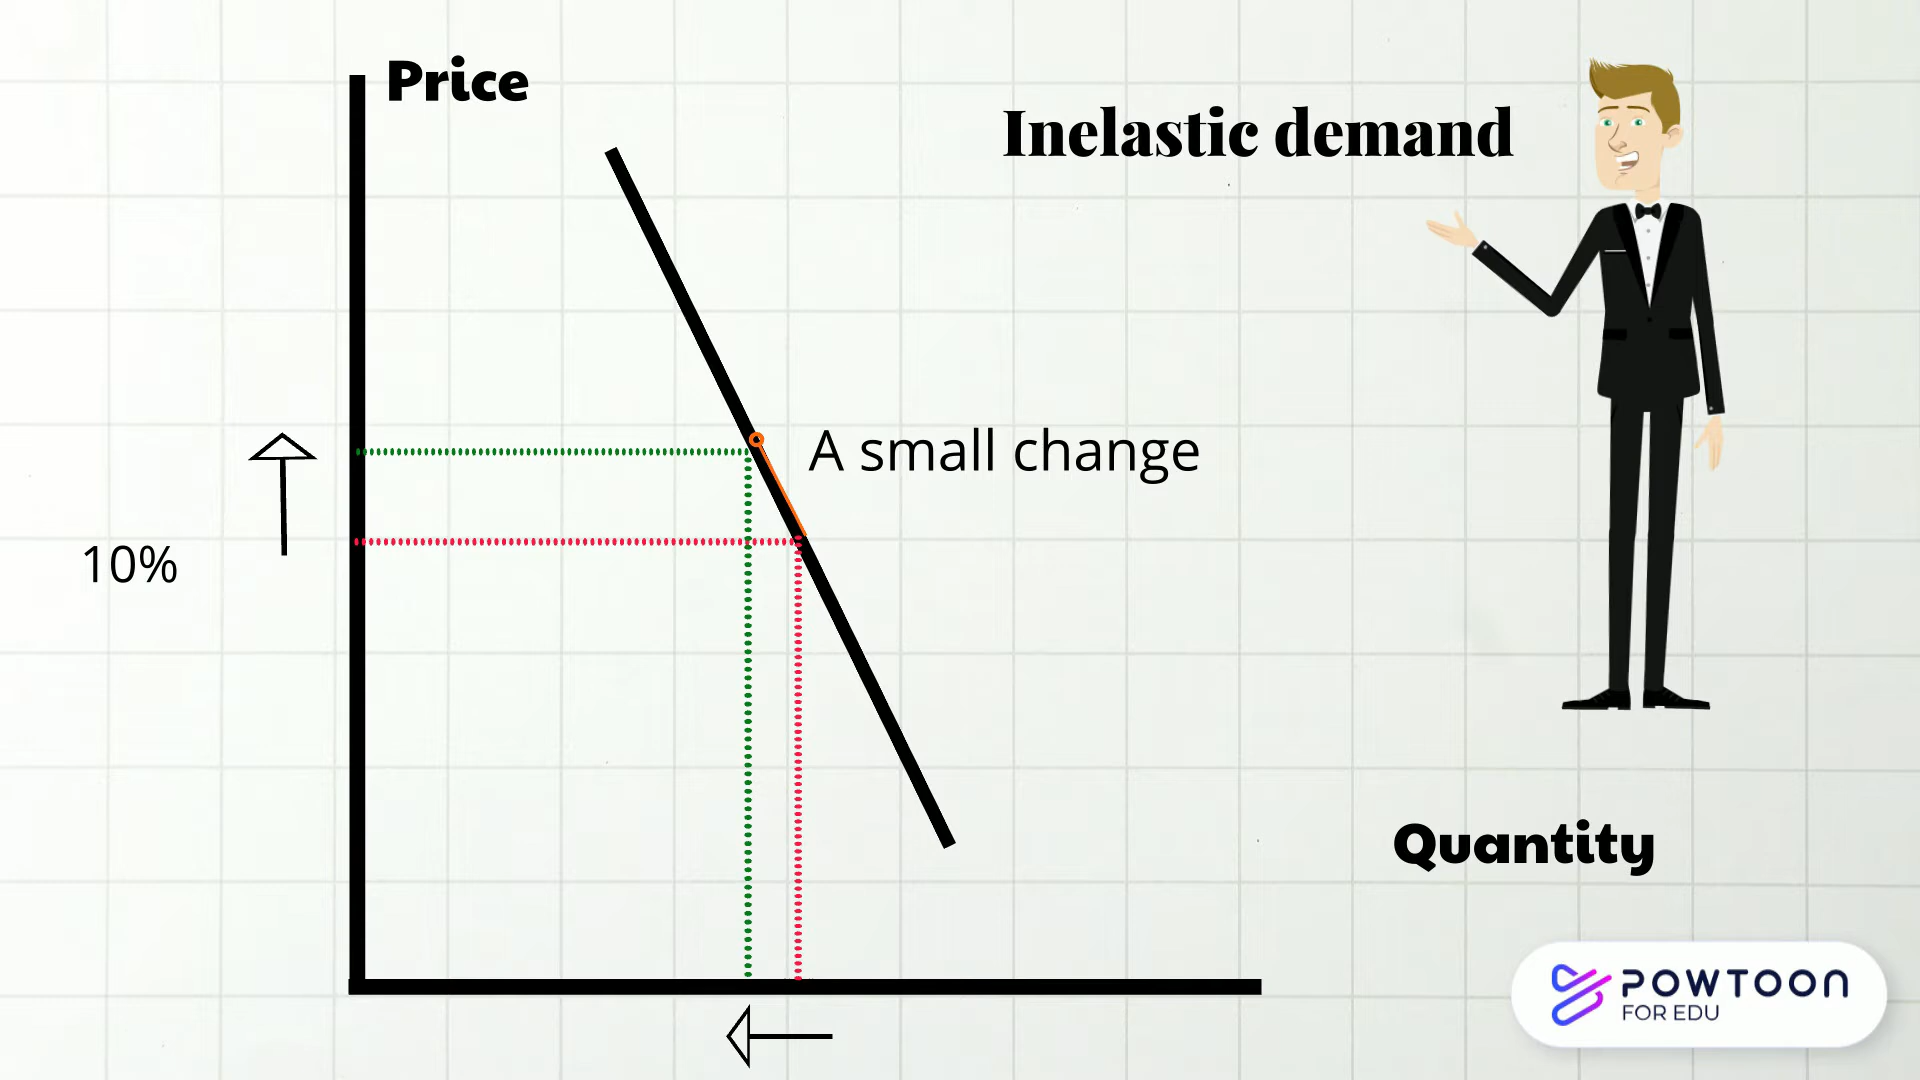 Price
Inelastic demand
A small change
10%
Quantity
POWTOON
FOR EDU